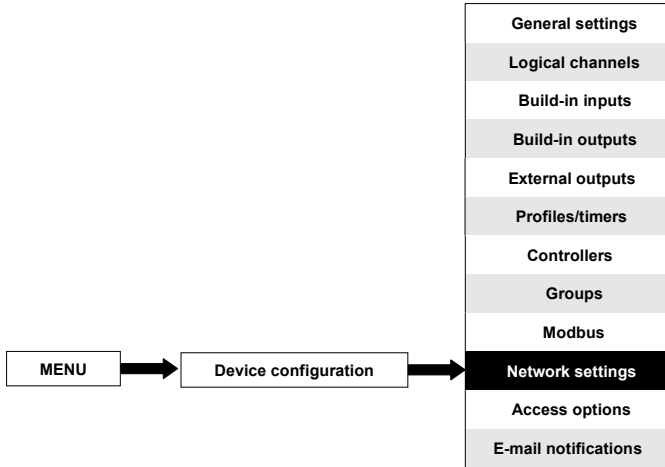 General settings
Logical channels
Build-in inputs
Build-in outputs
External outputs
Profiles/timers
Controllers
Groups
Modbus
MENU
Device configuration
Network settings
Access options
E-mail notifications